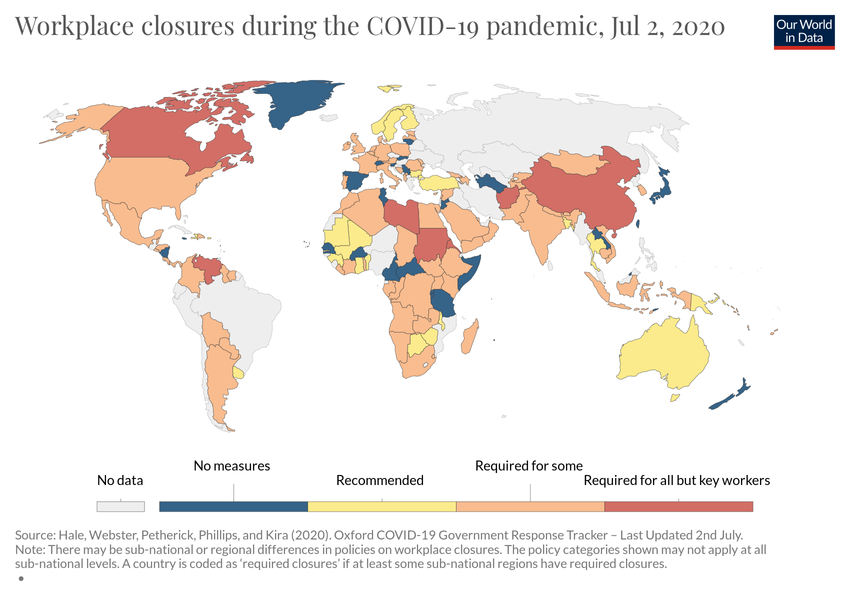 Workplace closures during the COVID-19 pandemic, Jul 2, 2020
Our World
in Data
No data
No measures
Recommended
Required for some
Required for all but key workers
Source: Hale, Webster, Petherick, Phillips, and Kira (2020). Oxford COVID-19 Government Response Tracker – Last Updated 2nd July.
Note: There may be sub-national or regional differences in policies on workplace closures. The policy categories shown may not apply at all
sub-national levels. A country is coded as 'required closures' if at least some sub-national regions have required closures.
•